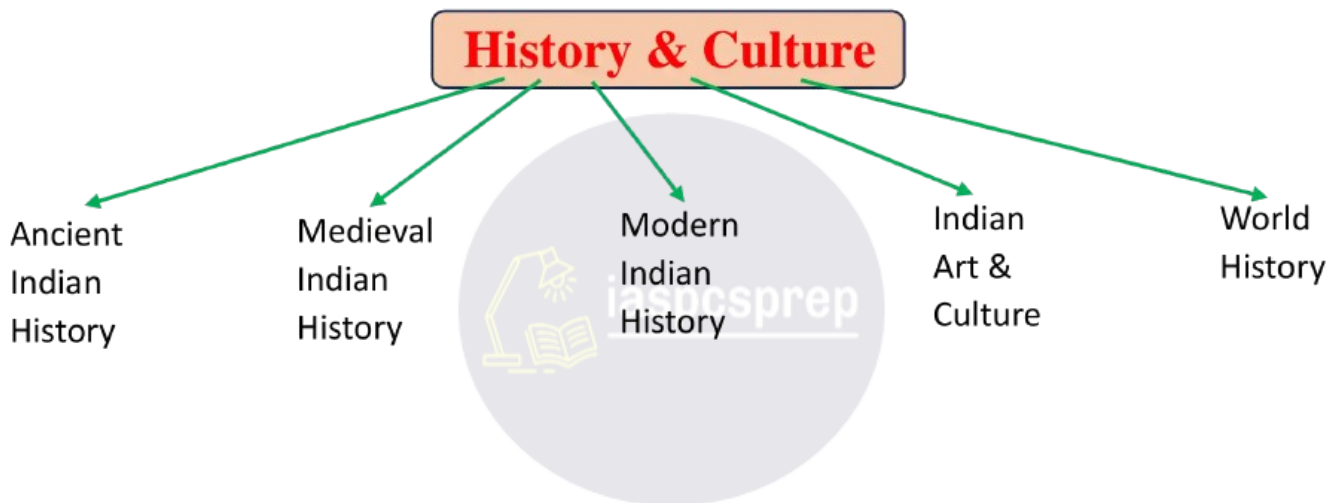 History & Culture
Ancient
Indian
History
Medieval
Indian
History
Modern
Indian
History
Indian
Art &
Culture
World
History
iaspcsprep